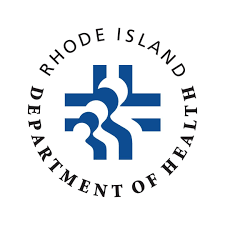 RHODE ISLAND
DEPARTMENT OF HEALTH